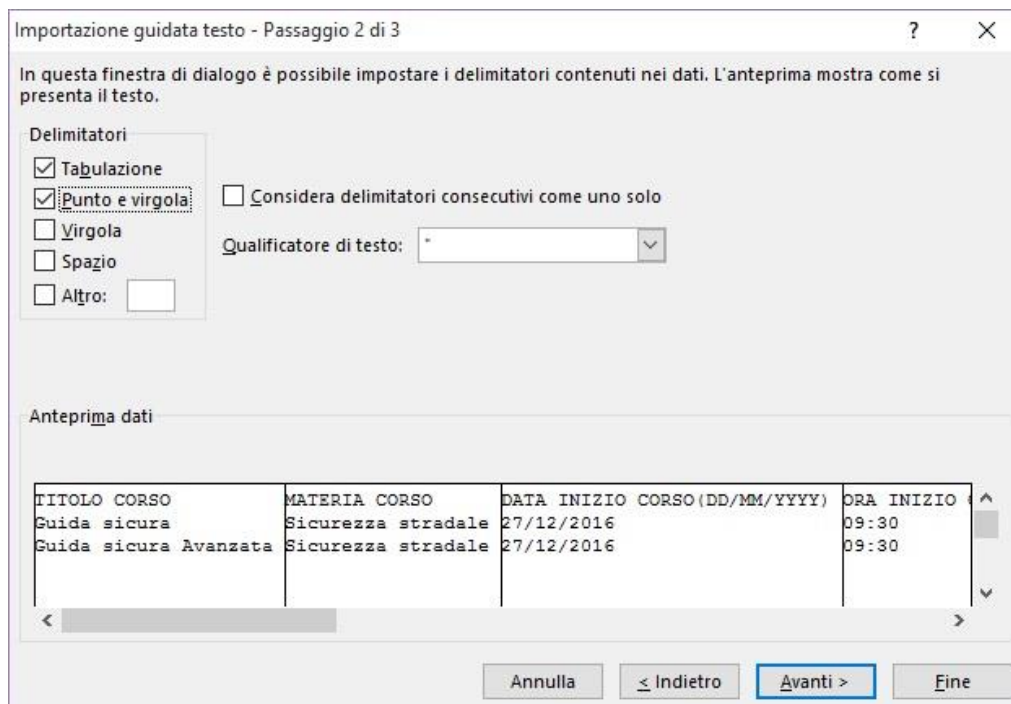 Importazione guidata testo - Passaggio 2 di 3 ? X
In questa finestra di dialogo è possibile impostare i delimitatori contenuti nei dati. L'anteprima mostra come si
presenta il testo.
Delimitatori
Tabulazione
Punto e virgola
Virgola
Spazio
Altro:
Considera delimitatori consecutivi come uno solo
Qualificatore di testo: "
Anteprima dati
TITOLO CORSO MATERIA CORSO DATA INIZIO CORSO(DD/MM/YYYY) ORA INIZIO
Guida sicura Sicurezza stradale 27/12/2016 09:30
Guida sicura Avanzata Sicurezza stradale 27/12/2016 09:30
Annulla < Indietro Avanti > Fine